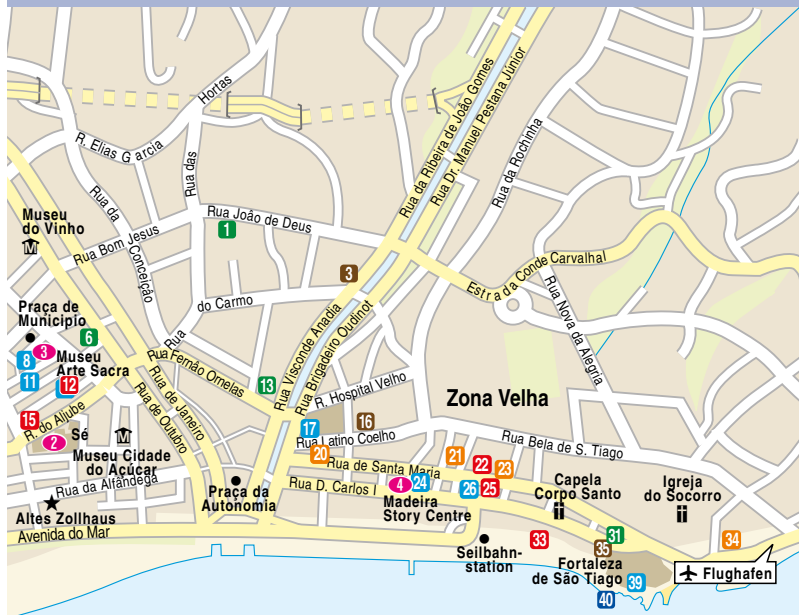 Hortas
R. Elias Garcia
Rua das
Rua da
Conceição
Rua João de Deus
Rua Bom Jesus
Museu
do Vinho
1
3
Rua da Ribeira de João Gomes
Rua Dr. Manuel Pestana Júnior
Rua da Rochinha
Estrada Conde Carvalhal
Rua Nova da Alegria
do Carmo
Rua
Praça de
Município
6
3
8
Museu
Arte Sacra
11
12
Rua Fernão Ornelas
Rua Visconde Anadia
Rua Brigadeiro Oudinot
13
R. Hospital Velho
Zona Velha
15
R. do Aljube
Rua de Janeiro
Rua de Outubro
Sé
2
Museu Cidade
do Açúcar
17
16
Rua Latino Coelho
Rua Bela de S. Tiago
20
Rua de Santa Maria
21
22
23
Rua D. Carlos I
4
24
26
25
Madeira
Story Centre
Capela
Corpo Santo
Igreja
do Socorro
Rua da Alfândega
Praça da
Autonomia
Altes Zollhaus
Avenida do Mar
Seilbahn-
station
33
31
35
34
Fortaleza
de São Tiago
39
40
Flughafen